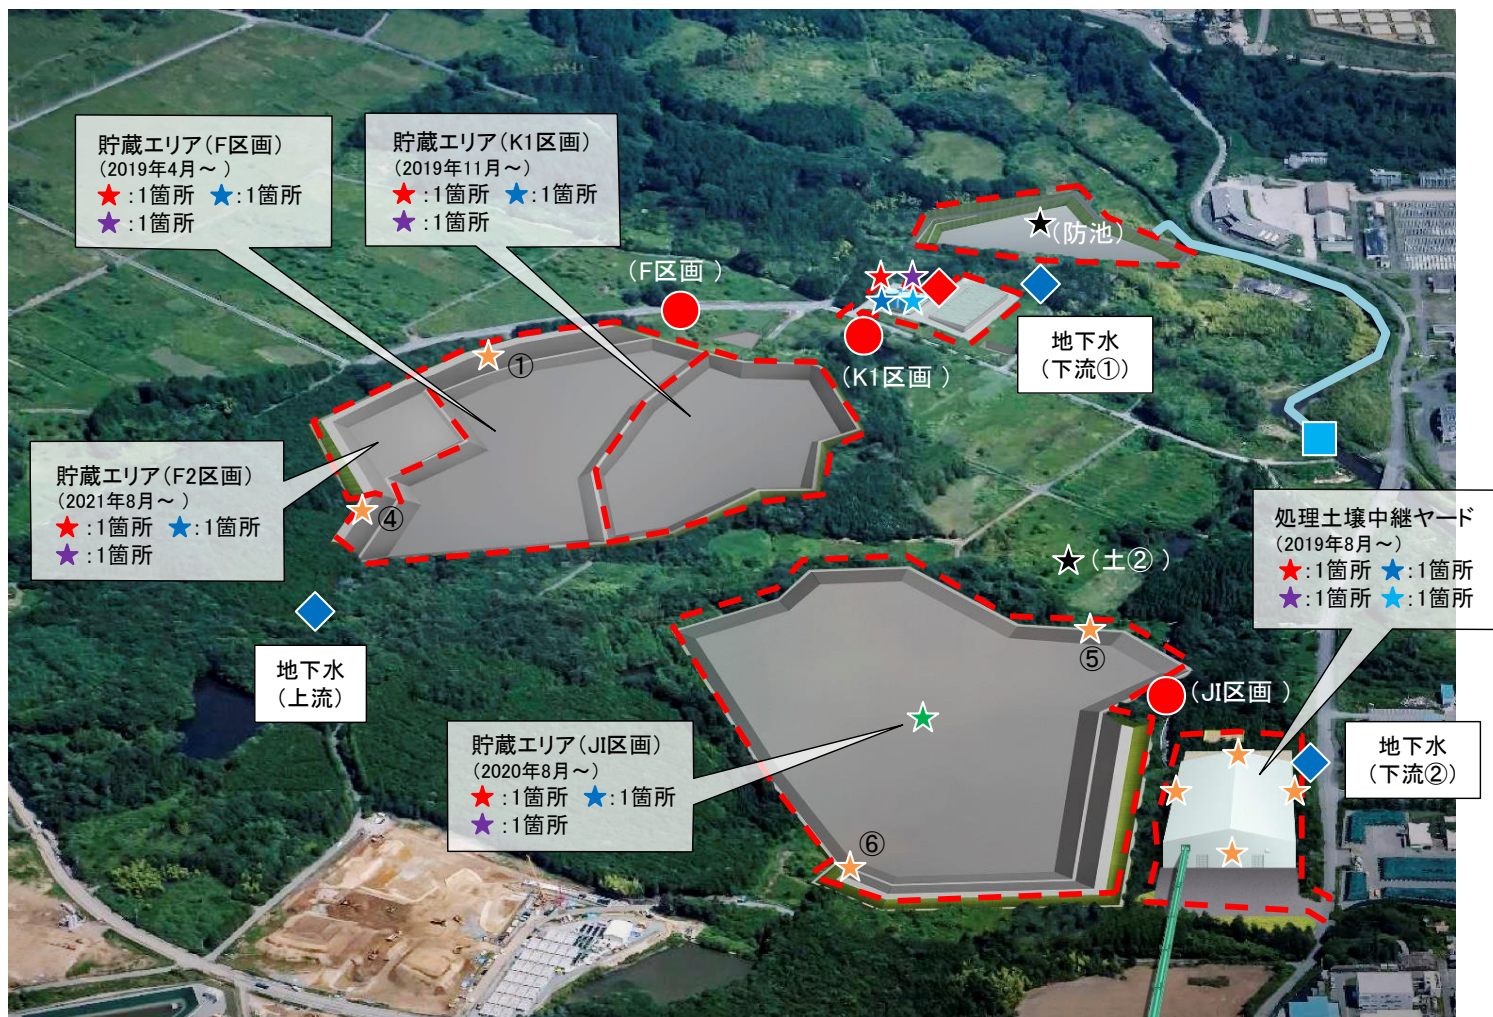 貯蔵エリア(F区画)
(2019年4月～ )
★:1箇所 ★:1箇所
★:1箇所
貯蔵エリア(K1区画)
(2019年11月～ )
★:1箇所 ★:1箇所
★:1箇所
(防池)
(F区画 )
(K1区画 )
地下水
(下流①)
①
貯蔵エリア(F2区画)
(2021年8月～ )
★:1箇所 ★:1箇所
★:1箇所
④
処理土壌中継ヤード
(2019年8月～)
★:1箇所 ★:1箇所
★:1箇所 ★:1箇所
(土②)
地下水
(上流)
⑤
(JI区画 )
貯蔵エリア(JI区画)
(2020年8月～)
★:1箇所 ★:1箇所
★:1箇所
地下水
(下流②)
⑥